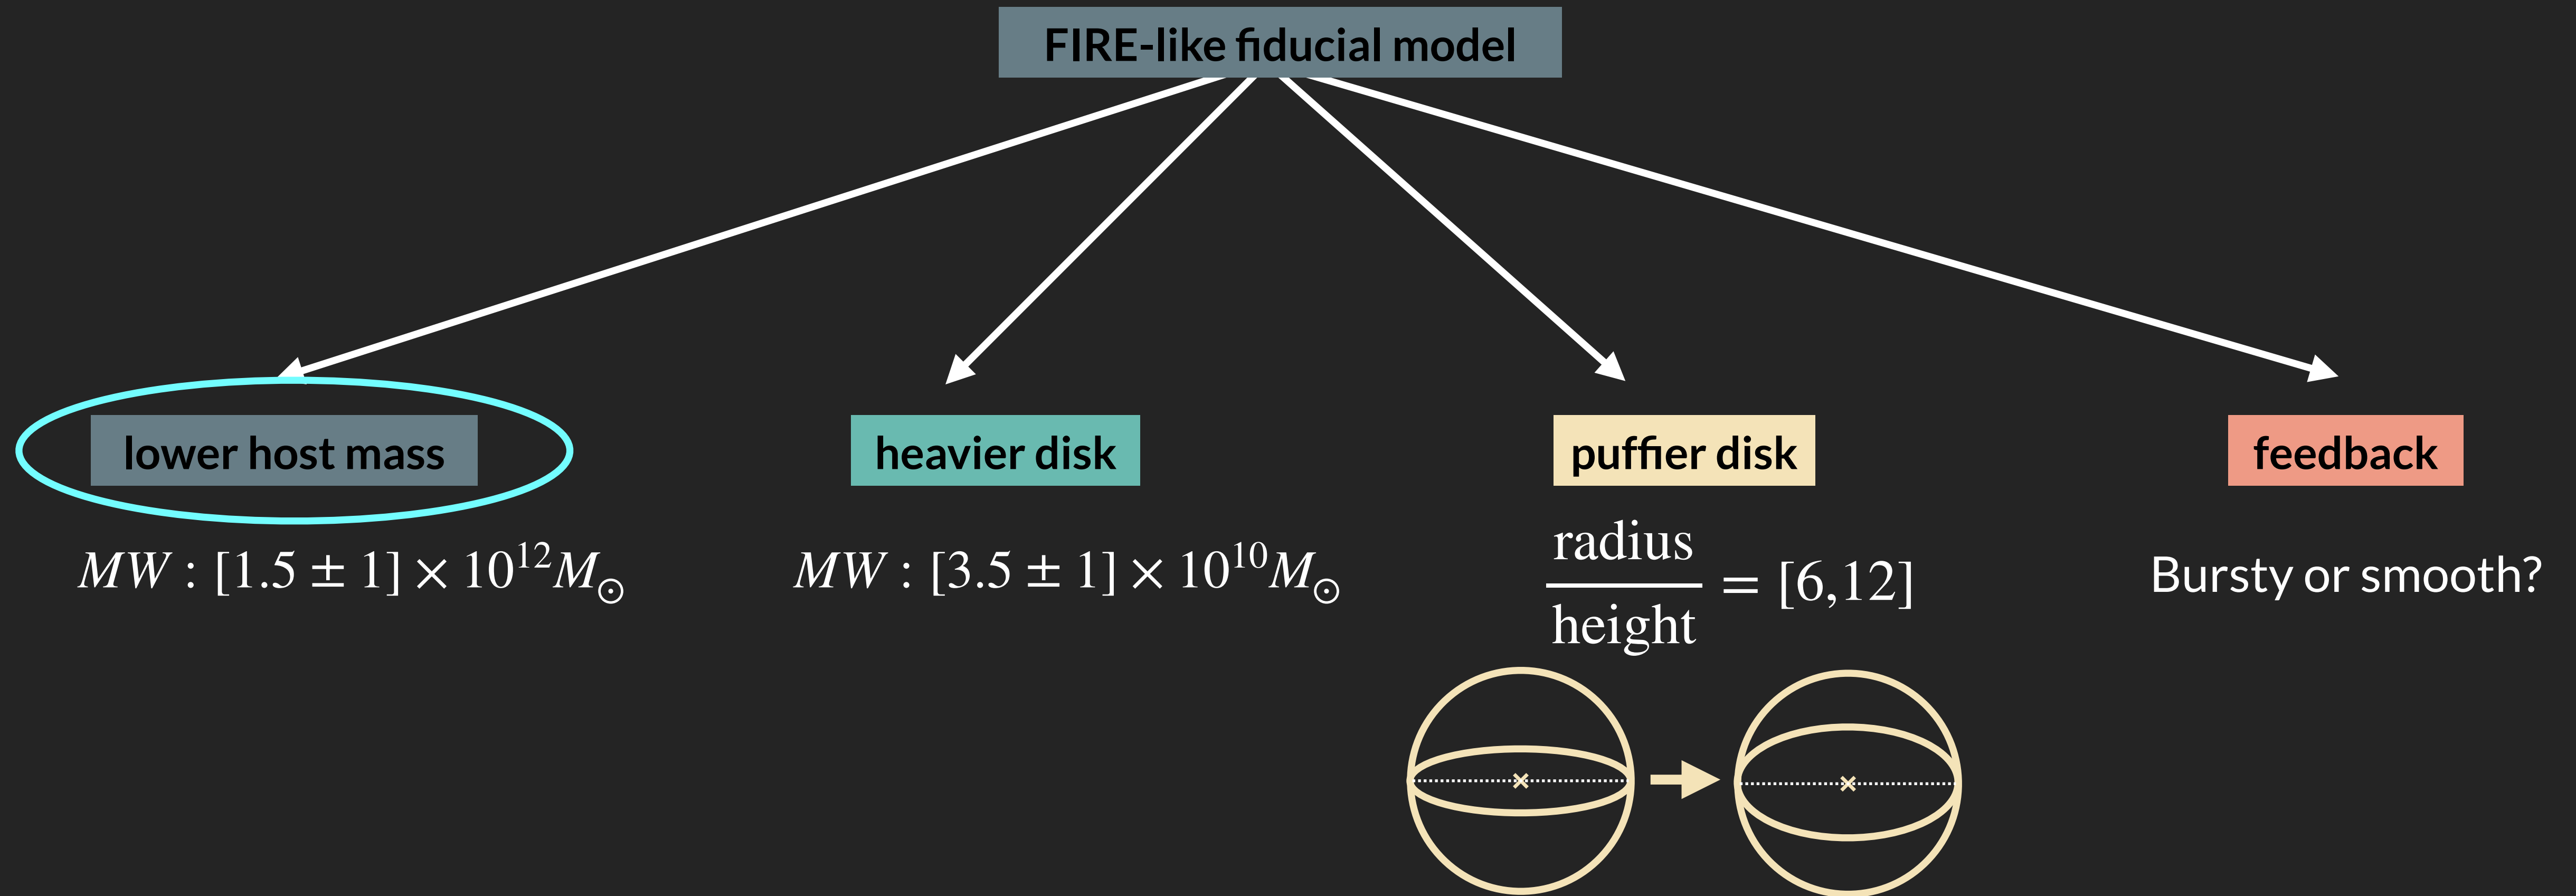 FIRE-like fiducial model
lower host mass
heavier disk
puffier disk
feedback
MW : [1.5 ± 1] × 10¹²M☉
MW : [3.5 ± 1] × 10¹⁰M☉
radius
height
= [6,12]
Bursty or smooth?